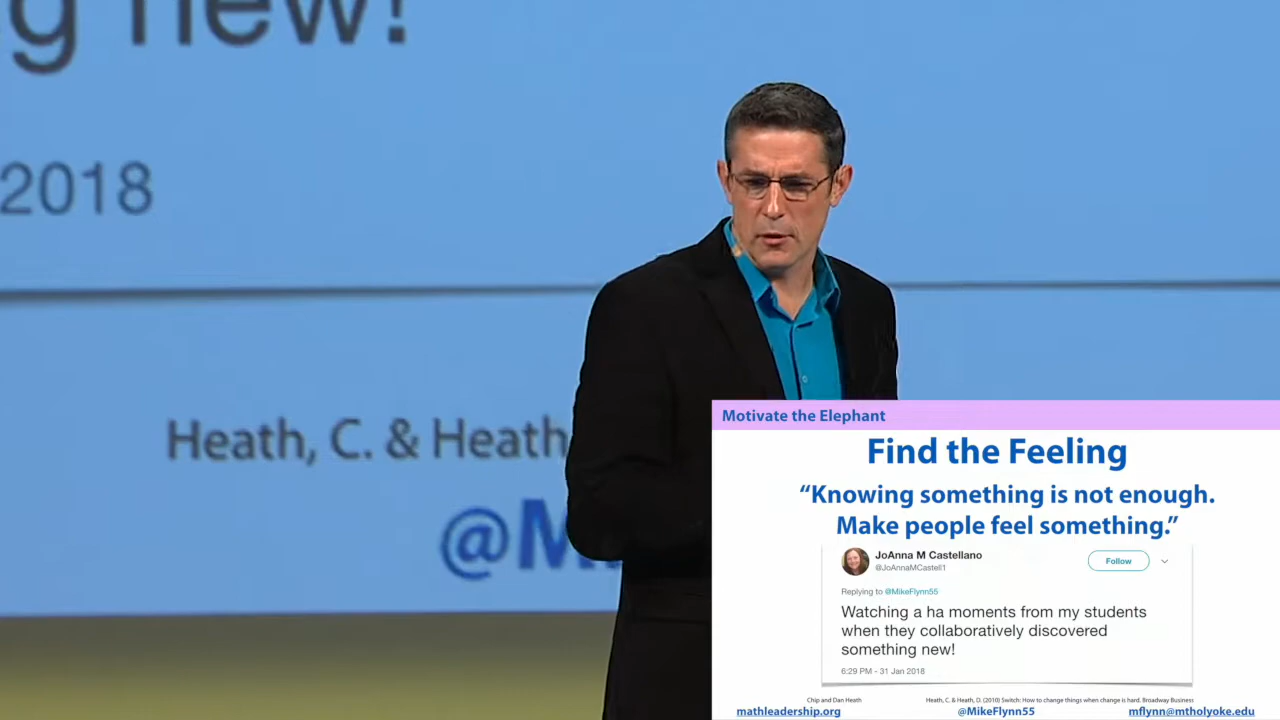 g new!
2018
Heath, C. & Heath
@M
Motivate the Elephant
Find the Feeling
“Knowing something is not enough.
Make people feel something.”
JoAnna M Castellano
@JoAnnaMCastell1
Follow
Replying to @MikeFlynn55
Watching a ha moments from my students
when they collaboratively discovered
something new!
6:29 PM - 31 Jan 2018
Chip and Dan Heath
Heath, C. & Heath, D. (2010) Switch: How to change things when change is hard. Broadway Business
mathleadership.org
@MikeFlynn55
mflynn@mtholyoke.edu